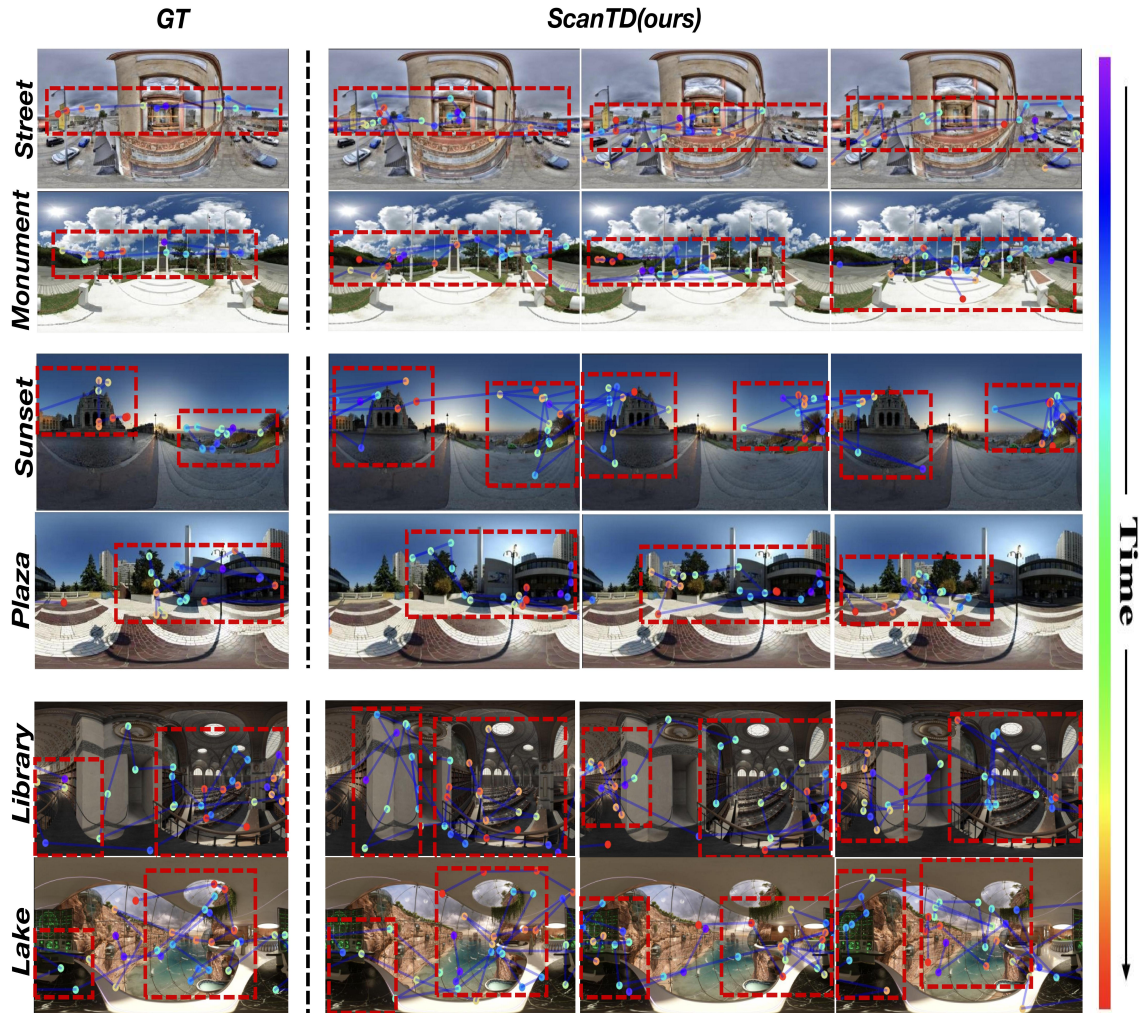 GT
ScanTD(ours)
Street
Monument
Sunset
Plaza
Library
Lake
Time